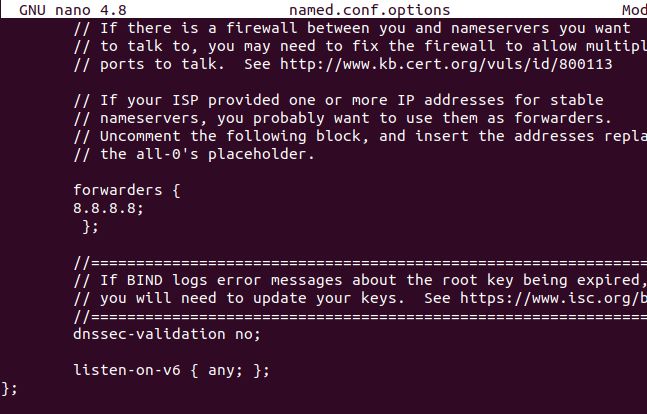 GNU nano 4.8 named.conf.options
// If there is a firewall between you and nameservers you want
// to talk to, you may need to fix the firewall to allow
// ports to talk.  See http://www.kb.cert.org/vuls/id/800113
// If your ISP provided one or more IP addresses for stable
// nameservers, you probably want to use them as forwarders.
// Uncomment the following block, and insert the addresses
// the all-0's placeholder.
forwarders {
8.8.8.8;
};
//==============================================================
// If BIND logs error messages about the root key being expired,
// you will need to update your keys.  See https://www.isc.org/b
//==============================================================
dnssec-validation no;
listen-on-v6 { any; };
};